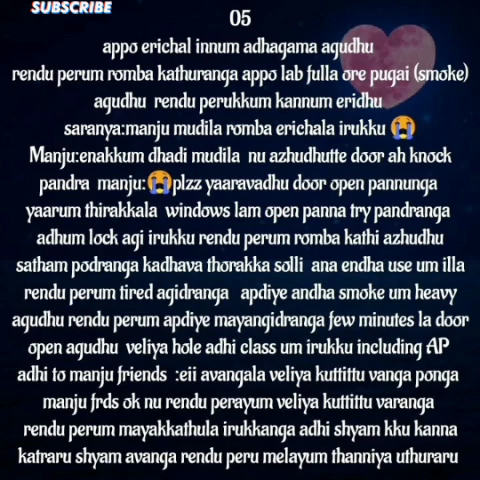 SUBSCRIBE
05
appo erichal innum adhagama agudhu
rendu perum romba kathuranga appo lab fulla ore pugai (smoke)
agudhu rendu perukkum kannum eridhu
saranya:manju mudila romba erichala irukku 😭
Manju:enakkum dhadi mudila nu azhudhutte door ah knock
pandra manju:😭plzz yaaravadhu door open pannunga
yaarum thirakkala windows lam open panna try pandranga
adhum lock agi irukku rendu perum romba kathi azhudhu
satham podranga kadhava thorakka solli ana endha use um illa
rendu perum tired agidranga apdiye andha smoke um heavy
agudhu rendu perum apdiye mayangidranga few minutes la door
open agudhu veliya hole adhi class um irukku including AP
adhi to manju friends :eii avangala veliya kuttittu vanga ponga
manju frds ok nu rendu perayum veliya kuttittu varanga
rendu perum mayakkathula irukkanga adhi shyam kku kanna
katraru shyam avanga rendu peru melayum thanniya uthuraru